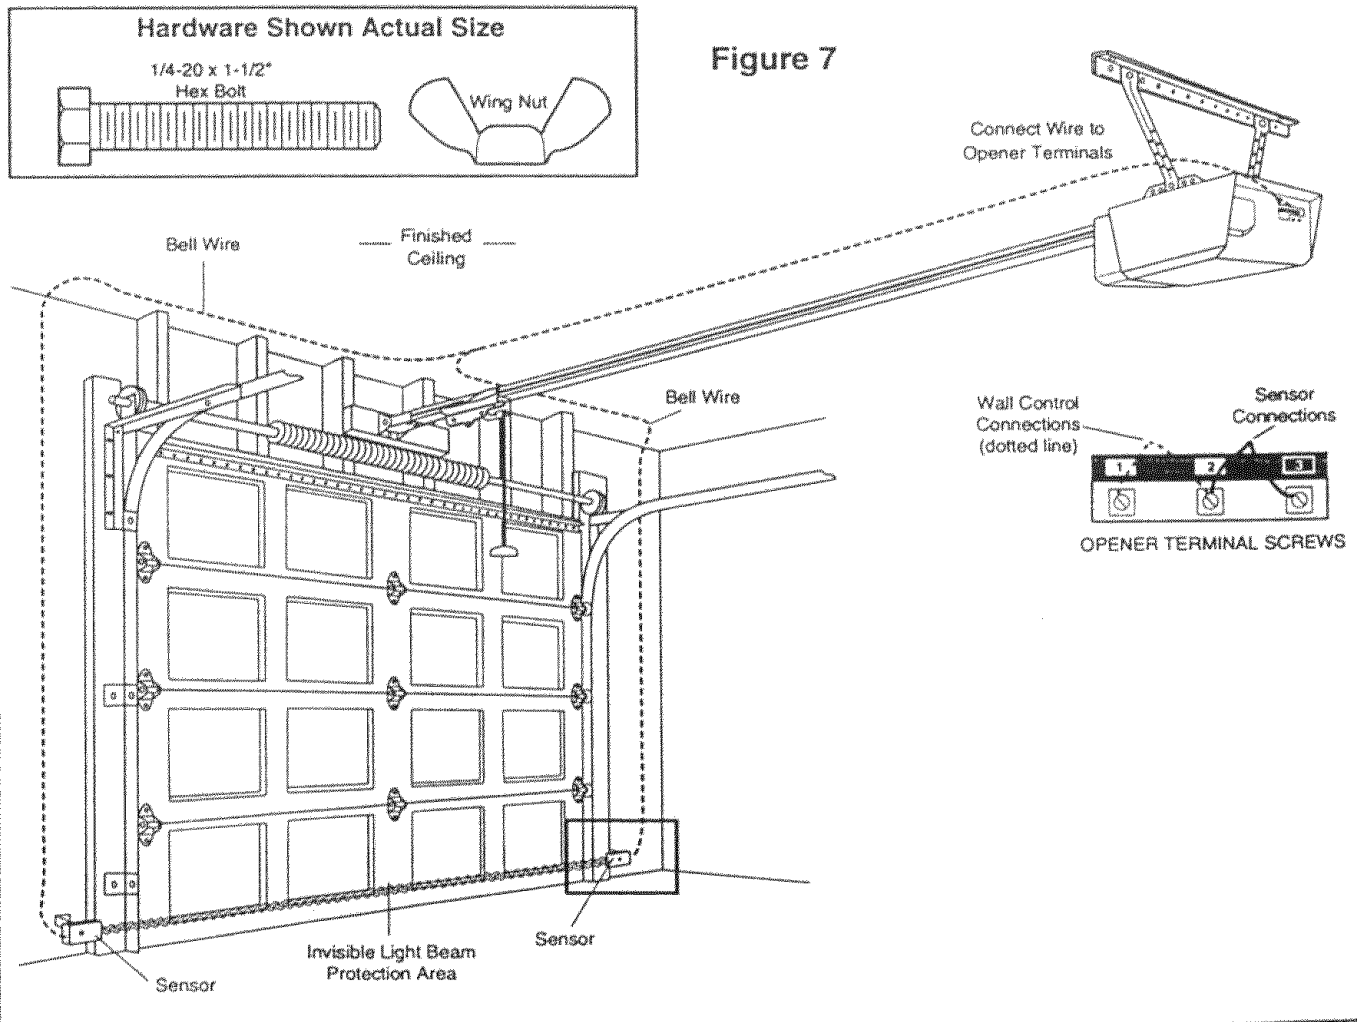 Hardware Shown Actual Size
1/4-20 x 1-1/2"
Hex Bolt
Wing Nut
Figure 7
Connect Wire to
Opener Terminals
Bell Wire
Finished
Ceiling
Bell Wire
Wall Control
Connections
(dotted line)
Sensor
Connections
1
2
3
OPENER TERMINAL SCREWS
Sensor
Invisible Light Beam
Protection Area
Sensor